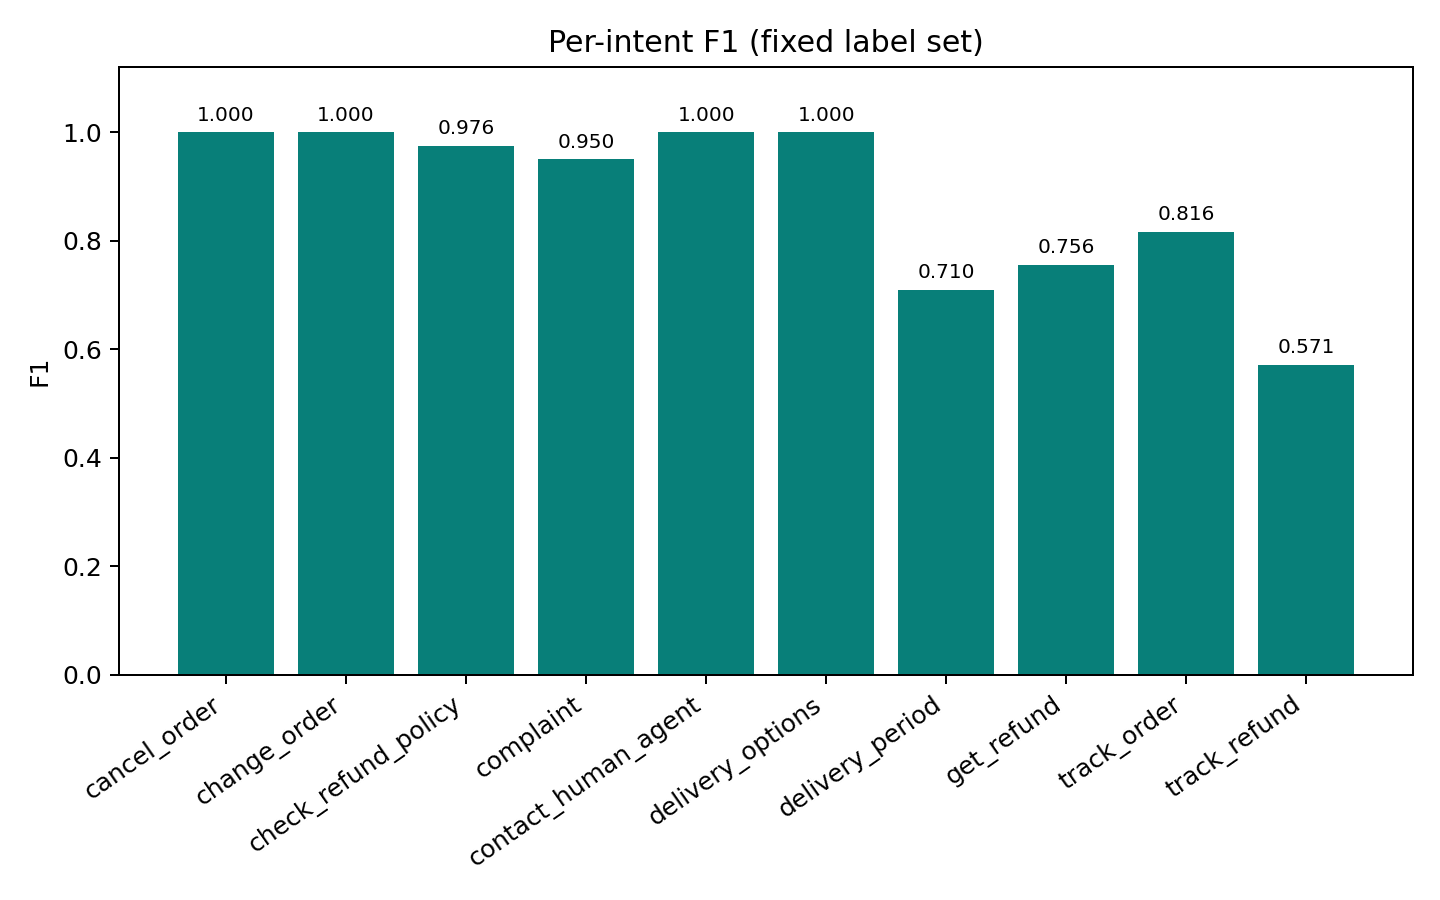 Per-intent F1 (fixed label set)
1.000
1.000
0.976
0.950
1.000
1.000
0.710
0.756
0.816
0.571
F1
1.0
0.8
0.6
0.4
0.2
0.0
cancel_order
change_order
check_refund_policy
complaint
contact_human_agent
delivery_options
delivery_period
get_refund
track_order
track_refund